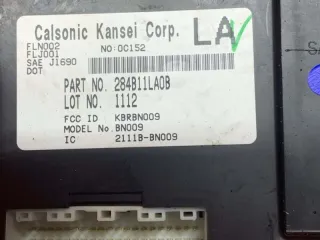 Calsonic Kansei Corp. LA
FLN002
NO:0C152
FLJ001
SAE J1690
DOT
PART NO. 284B11LA0B
LOT NO. 1112
FCC ID KBRBN009
MODEL No. BN009
IC 2111B-BN009